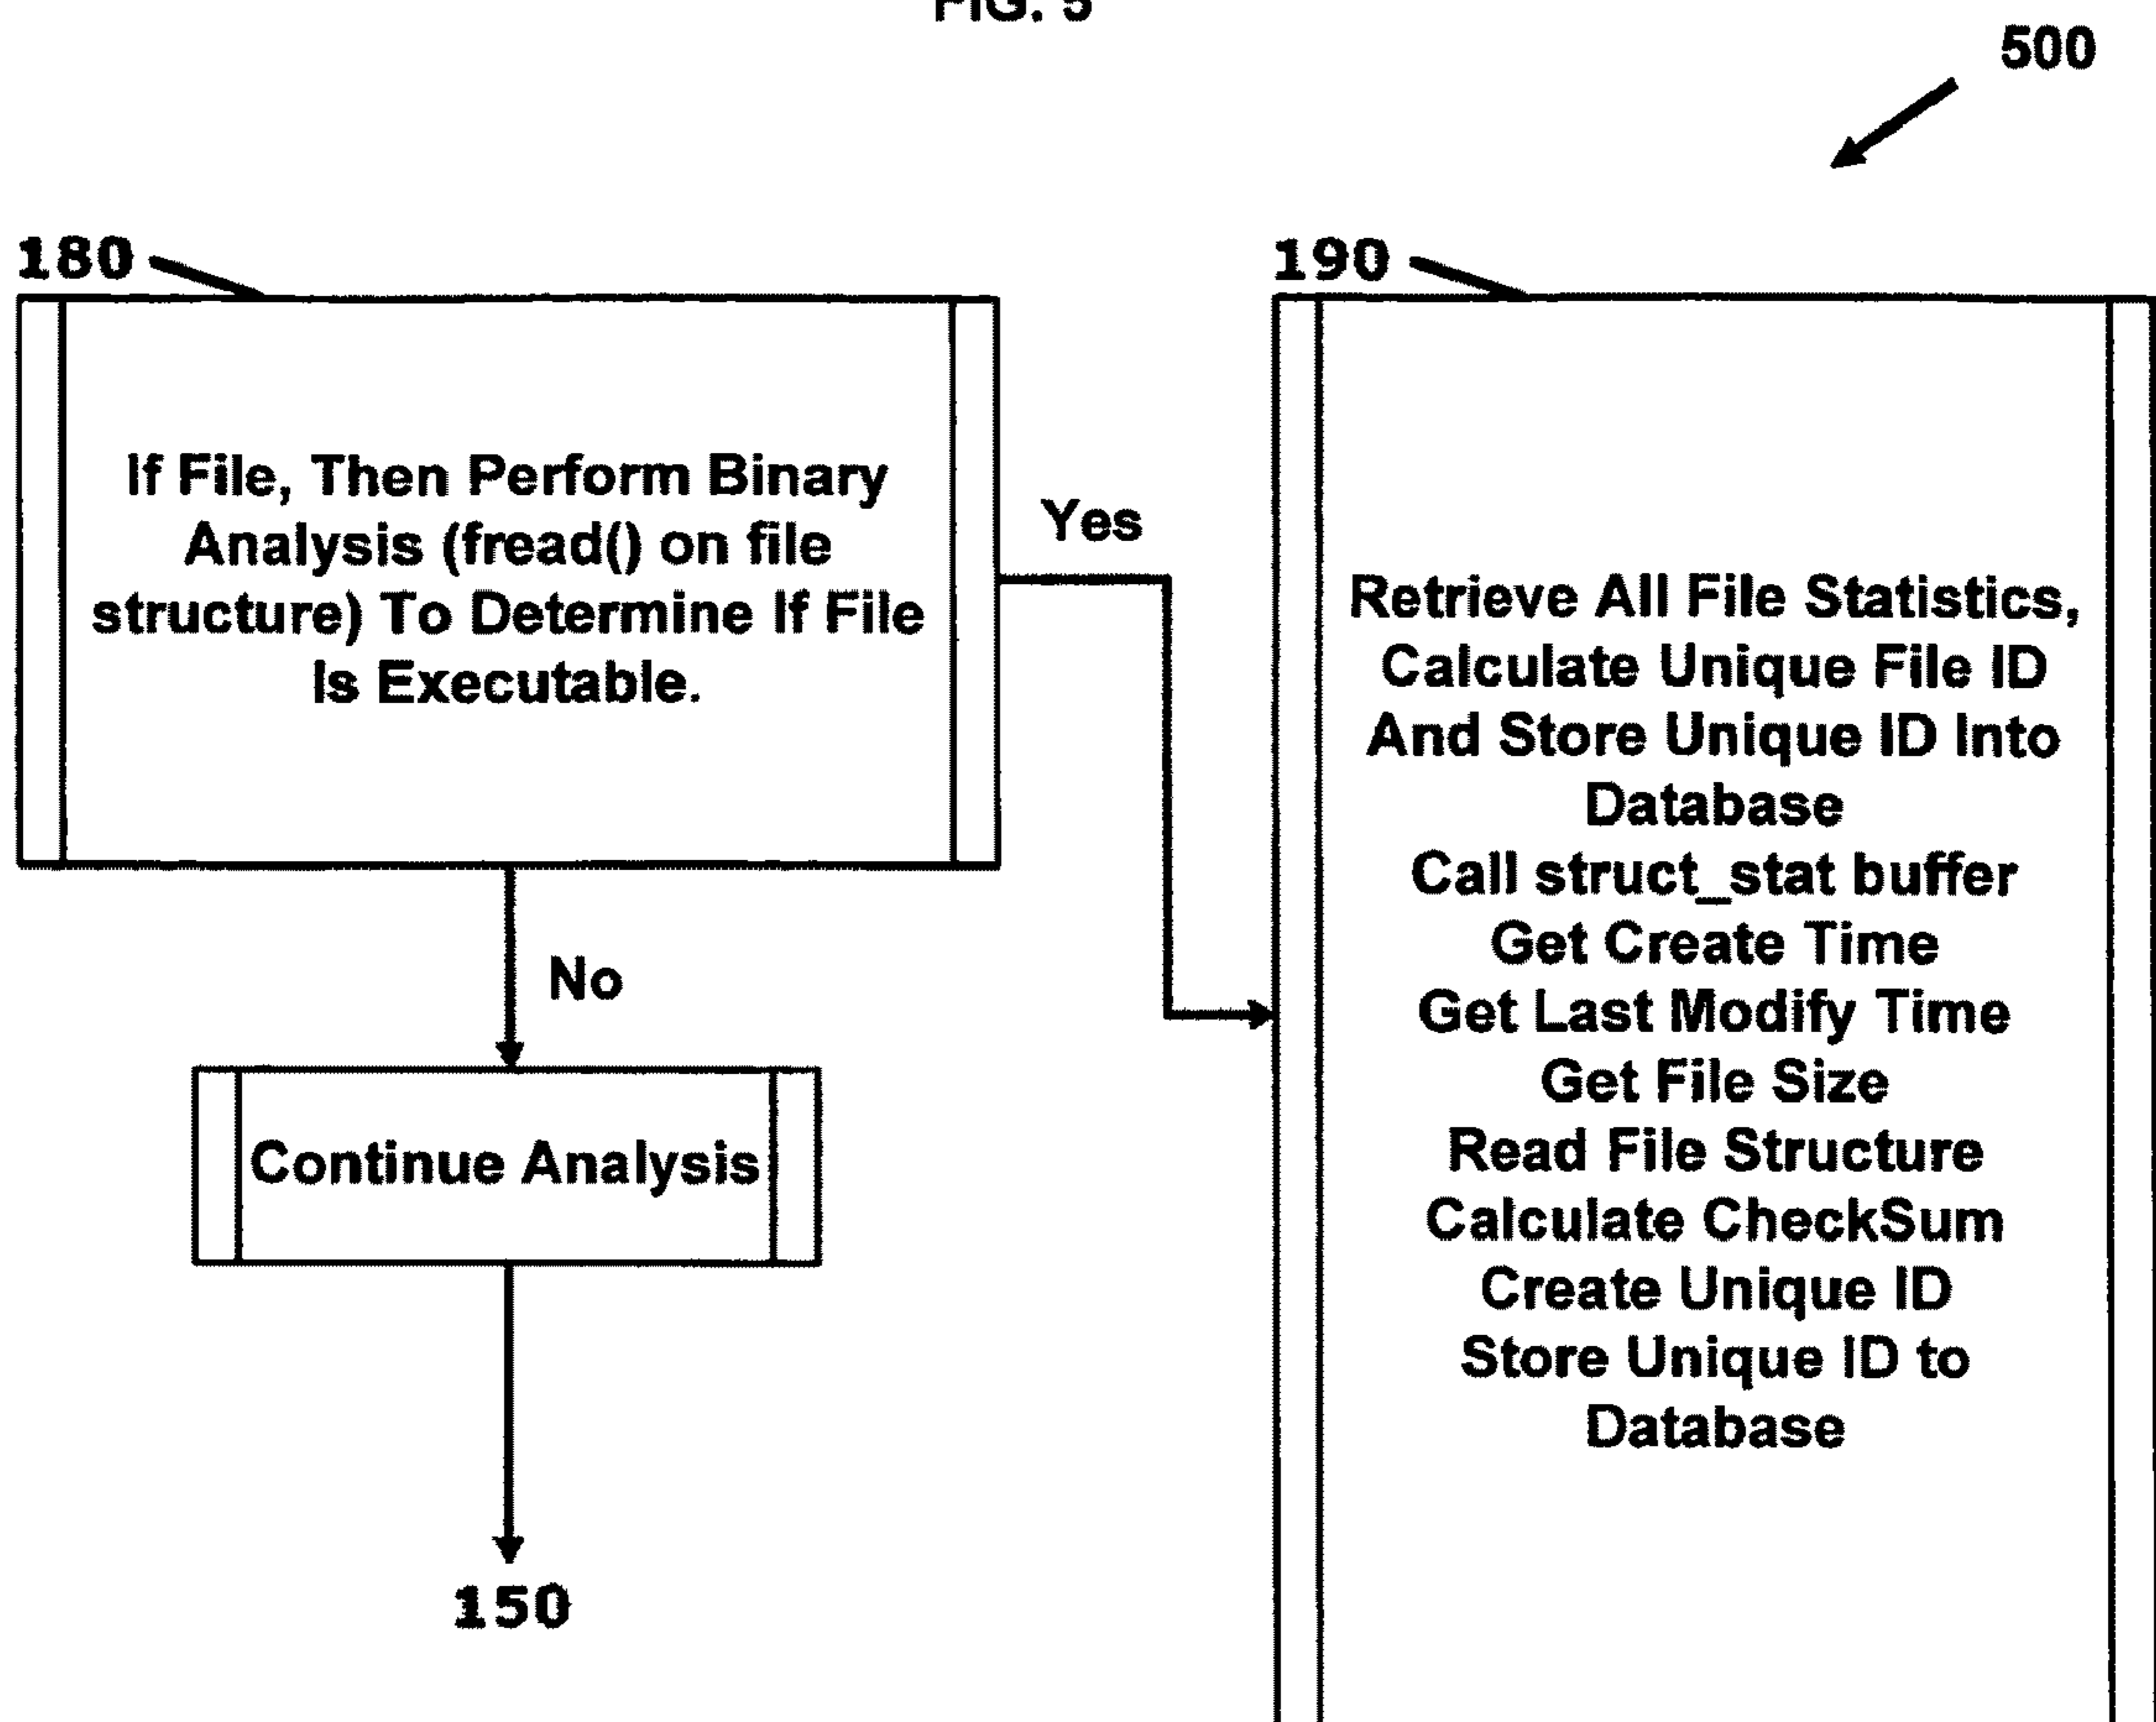 FIG. 5
500
180
If File, Then Perform Binary
Analysis (fread() on file
structure) To Determine If File
Is Executable.
Yes
No
Continue Analysis
150
190
Retrieve All File Statistics,
Calculate Unique File ID
And Store Unique ID Into
Database
Call struct_stat buffer
Get Create Time
Get Last Modify Time
Get File Size
Read File Structure
Calculate CheckSum
Create Unique ID
Store Unique ID to
Database